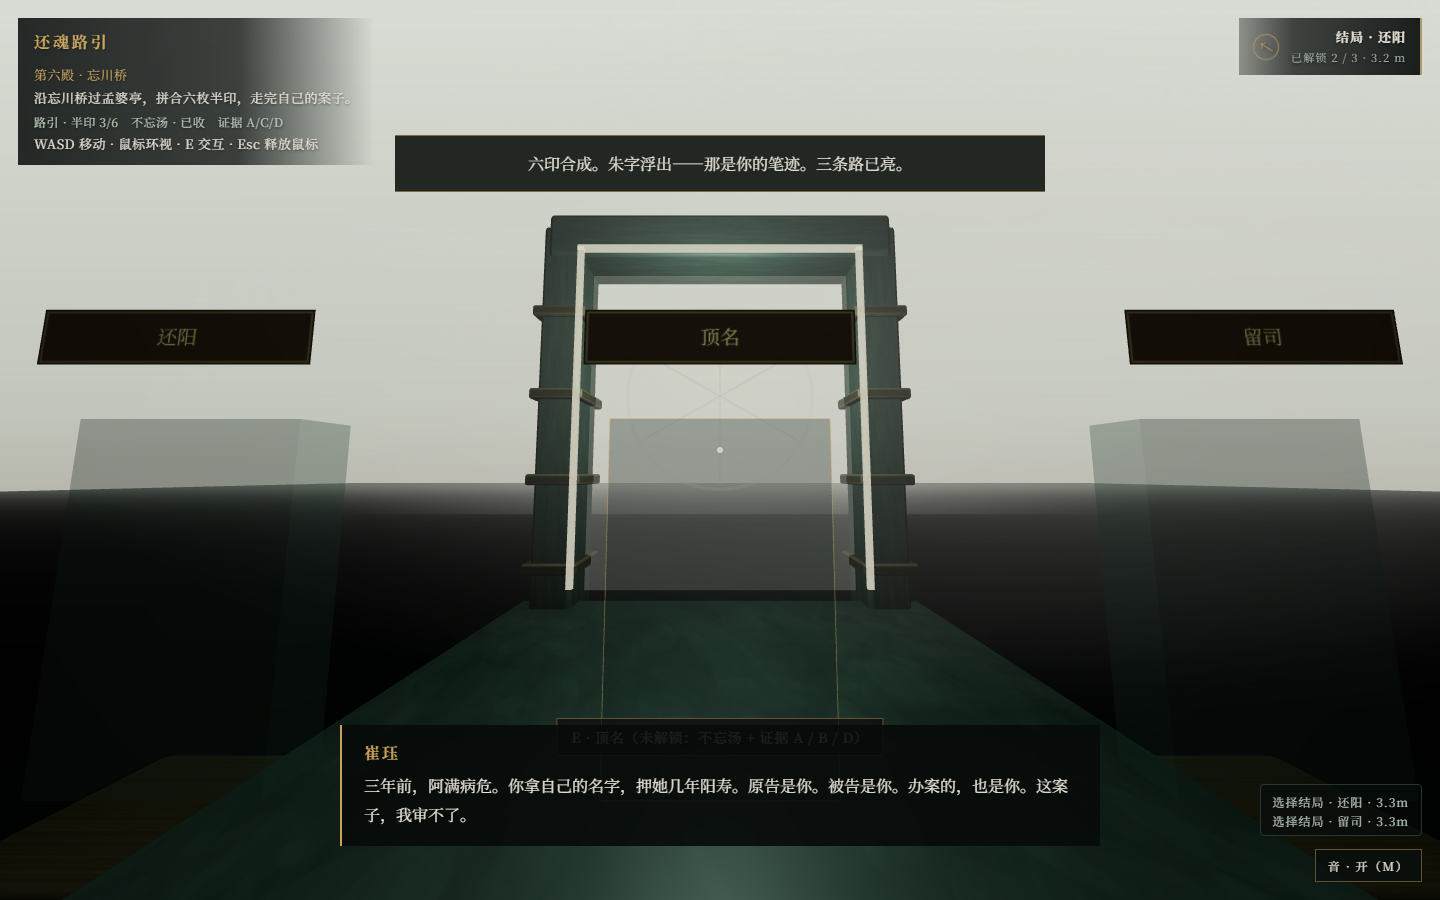 还魂路引
第六殿 · 忘川桥
沿忘川桥过孟婆亭，拼合六枚半印，走完自己的案子。
路引 · 半印 3/6 不忘汤 · 已收 证据 A/C/D
WASD 移动 · 鼠标环视 · E 交互 · Esc 释放鼠标
结局 · 还阳
已解锁 2 / 3 · 3.2 m
六印合成。朱字浮出——那是你的笔迹。三条路已亮。
还阳
顶名
留司
E · 顶名（未解锁：不忘汤 + 证据 A / B / D）
崔珏
三年前，阿满病危。你拿自己的名字，押她几年阳寿。原告是你。被告是你。办案的，也是你。这案
子，我审不了。
选择结局 · 还阳 · 3.3m
选择结局 · 留司 · 3.3m
音 · 开（M）